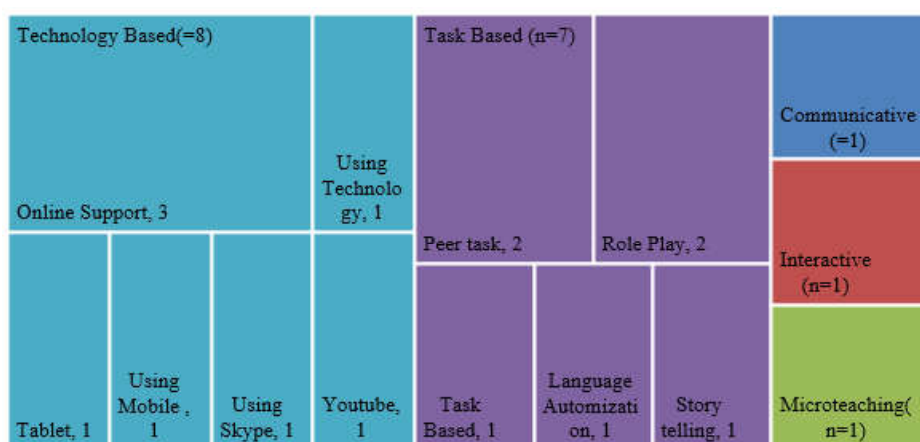 Technology Based(=8)
Online Support, 3
Using
Technolo
gy, 1
Tablet, 1
Using
Mobile ,
1
Using
Skype, 1
Youtube,
1
Task Based (n=7)
Peer task, 2
Role Play, 2
Task
Based, 1
Language
Automizati
on, 1
Story
telling, 1
Communicative
(=1)
Interactive
(n=1)
Microteaching(
n=1)